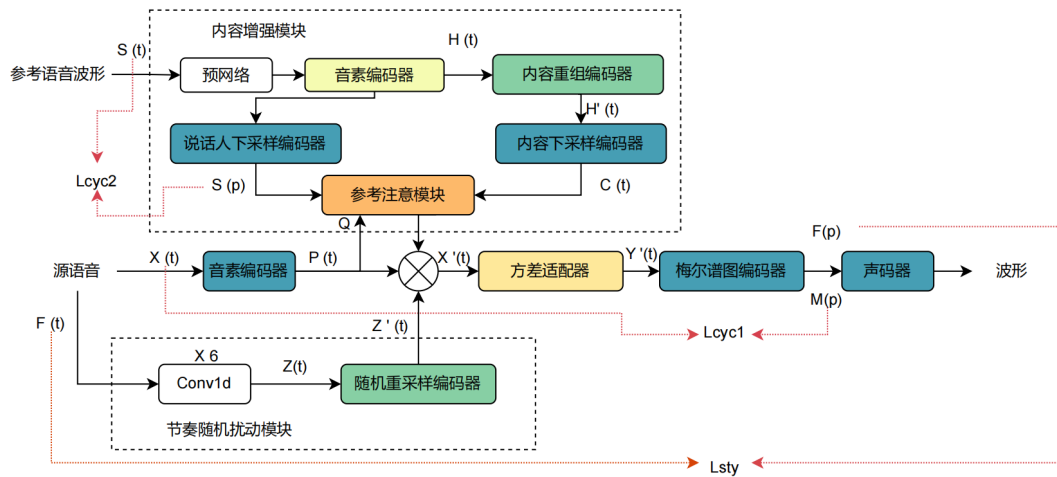 内容增强模块
S (t)
H (t)
参考语音波形
预网络
音素编码器
内容重组编码器
H' (t)
说话人下采样编码器
内容下采样编码器
Lcyc2
S (p)
参考注意模块
C (t)
Q
F(p)
源语音
X (t)
音素编码器
P (t)
X '(t)
方差适配器
Y '(t)
梅尔谱图编码器
声码器
波形
M(p)
F (t)
Z ' (t)
Lcyc1
X 6
Conv1d
Z(t)
随机重采样编码器
节奏随机扰动模块
Lsty